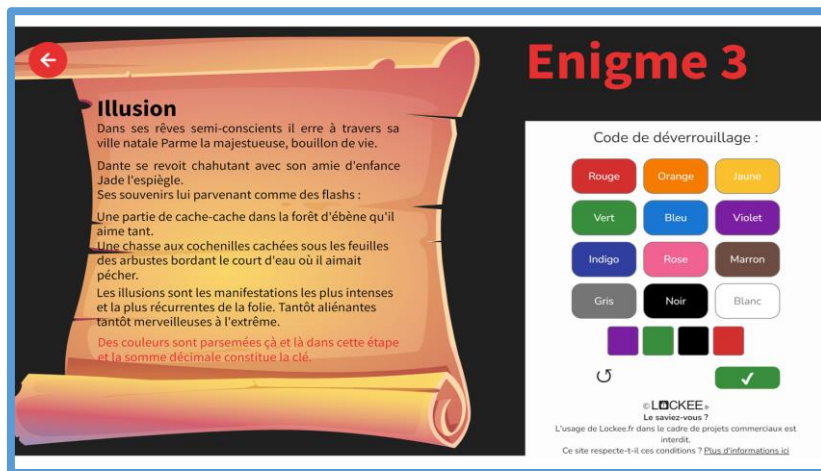 Enigme 3
Illusion
Dans ses rêves semi-conscients il erre à travers sa
ville natale Parme la majestueuse, bouillon de vie.
Dante se revoit chahutant avec son amie d'enfance
Jade l'espiègle.
Ses souvenirs lui parvenant comme des flashs :
Une partie de cache-cache dans la forêt d'ébène qu'il
aime tant.
Une chasse aux cochenilles cachées sous les feuilles
des arbustes bordant le court d'eau où il aimait
pécher.
Les illusions sont les manifestations les plus intenses
et la plus récurrentes de la folie. Tantôt aliénantes
tantôt merveilleuses à l'extrême.
Des couleurs sont parsemées çà et là dans cette étape
et la somme décimale constitue la clé.
Code de déverrouillage :
Rouge Orange Jaune
Vert Bleu Violet
Indigo Rose Marron
Gris Noir Blanc
© LOCKEE.fr
Le saviez-vous ?
L'usage de Lockee.fr dans le cadre de projets commerciaux est
interdit.
Ce site respecte-t-il ces conditions ? Plus d'informations ici